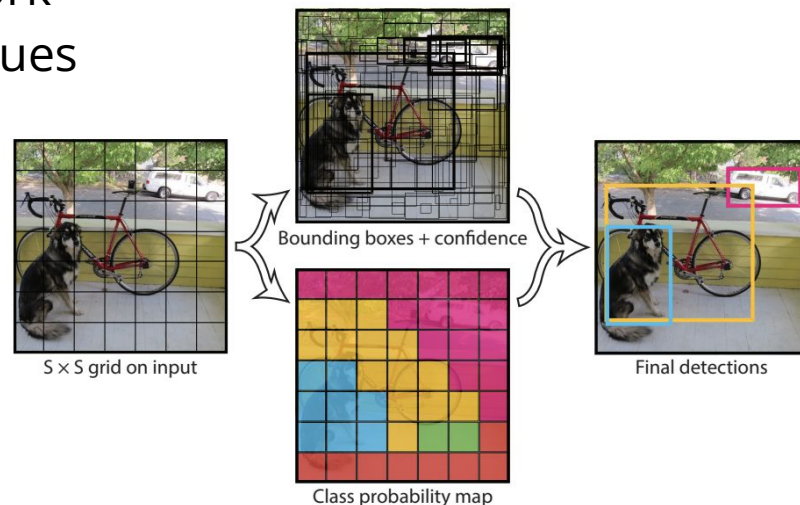 ues
Bounding boxes + confidence
S × S grid on input
Final detections
Class probability map